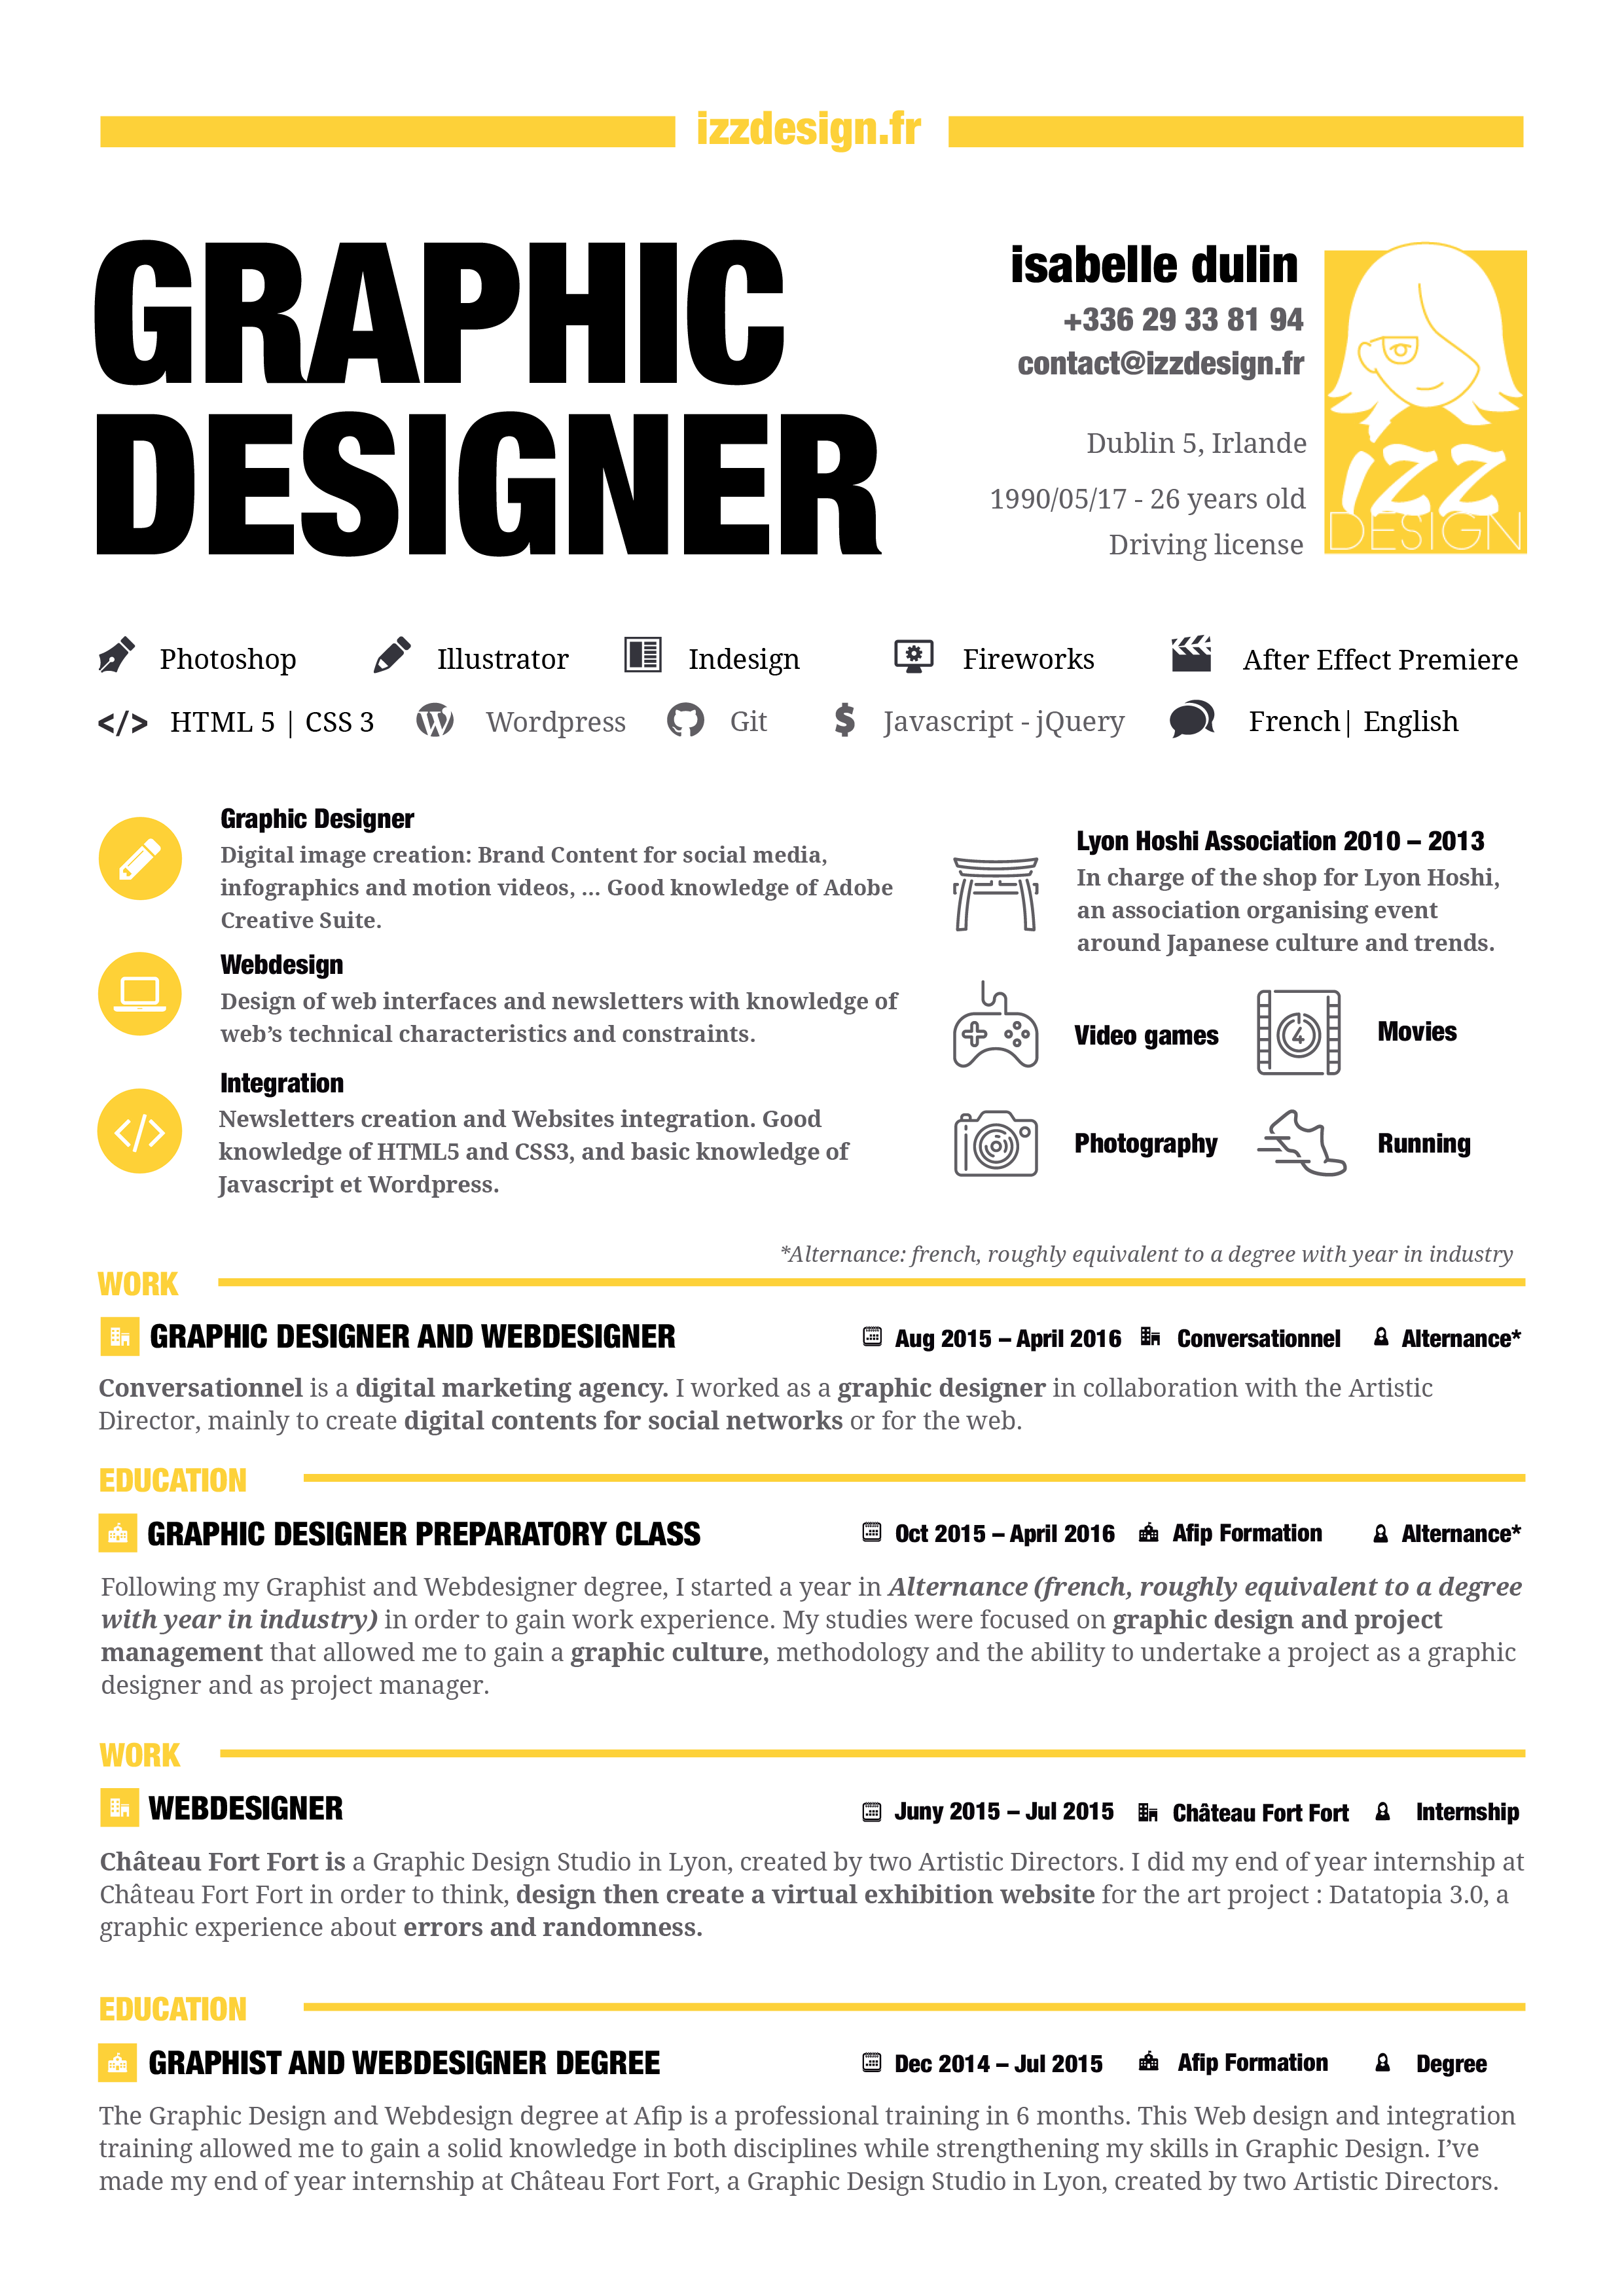 izzdesign.fr
GRAPHIC
DESIGNER
isabelle dulin
+336 29 33 81 94
contact@izzdesign.fr
Dublin 5, Irlande
1990/05/17 - 26 years old
Driving license
izz
DESIGN
Photoshop Illustrator Indesign Fireworks After Effect Premiere
</> HTML 5 | CSS 3 Wordpress Git $ Javascript - jQuery French| English
Graphic Designer
Digital image creation: Brand Content for social media,
infographics and motion videos, ... Good knowledge of Adobe
Creative Suite.
Webdesign
Design of web interfaces and newsletters with knowledge of
web’s technical characteristics and constraints.
</>
Integration
Newsletters creation and Websites integration. Good
knowledge of HTML5 and CSS3, and basic knowledge of
Javascript et Wordpress.
Lyon Hoshi Association 2010 – 2013
In charge of the shop for Lyon Hoshi,
an association organising event
around Japanese culture and trends.
Video games 4 Movies
Photography Running
*Alternance: french, roughly equivalent to a degree with year in industry
WORK
GRAPHIC DESIGNER AND WEBDESIGNER Aug 2015 – April 2016 Conversationnel Alternance*
Conversationnel is a digital marketing agency. I worked as a graphic designer in collaboration with the Artistic
Director, mainly to create digital contents for social networks or for the web.
EDUCATION
GRAPHIC DESIGNER PREPARATORY CLASS Oct 2015 – April 2016 Afip Formation Alternance*
Following my Graphist and Webdesigner degree, I started a year in Alternance (french, roughly equivalent to a degree
with year in industry) in order to gain work experience. My studies were focused on graphic design and project
management that allowed me to gain a graphic culture, methodology and the ability to undertake a project as a graphic
designer and as project manager.
WORK
WEBDESIGNER Juny 2015 – Jul 2015 Château Fort Fort Internship
Château Fort Fort is a Graphic Design Studio in Lyon, created by two Artistic Directors. I did my end of year internship at
Château Fort Fort in order to think, design then create a virtual exhibition website for the art project : Datatopia 3.0, a
graphic experience about errors and randomness.
EDUCATION
GRAPHIST AND WEBDESIGNER DEGREE Dec 2014 – Jul 2015 Afip Formation Degree
The Graphic Design and Webdesign degree at Afip is a professional training in 6 months. This Web design and integration
training allowed me to gain a solid knowledge in both disciplines while strengthening my skills in Graphic Design. I’ve
made my end of year internship at Château Fort Fort, a Graphic Design Studio in Lyon, created by two Artistic Directors.